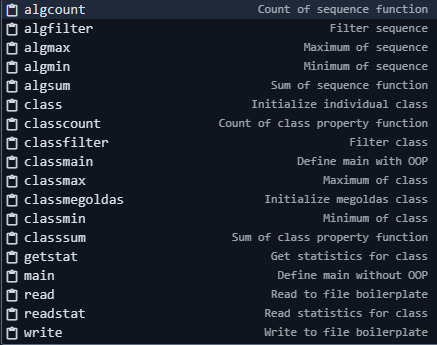 algcount Count of sequence function
algfilter Filter sequence
algmax Maximum of sequence
algmin Minimum of sequence
algsum Sum of sequence function
class Initialize individual class
classcount Count of class property function
classfilter Filter class
classmain Define main with OOP
classmax Maximum of class
classmegoldas Initialize megoldas class
classmin Minimum of class
classsum Sum of class property function
getstat Get statistics for class
main Define main without OOP
read Read to file boilerplate
readstat Read statistics for class
write Write to file boilerplate